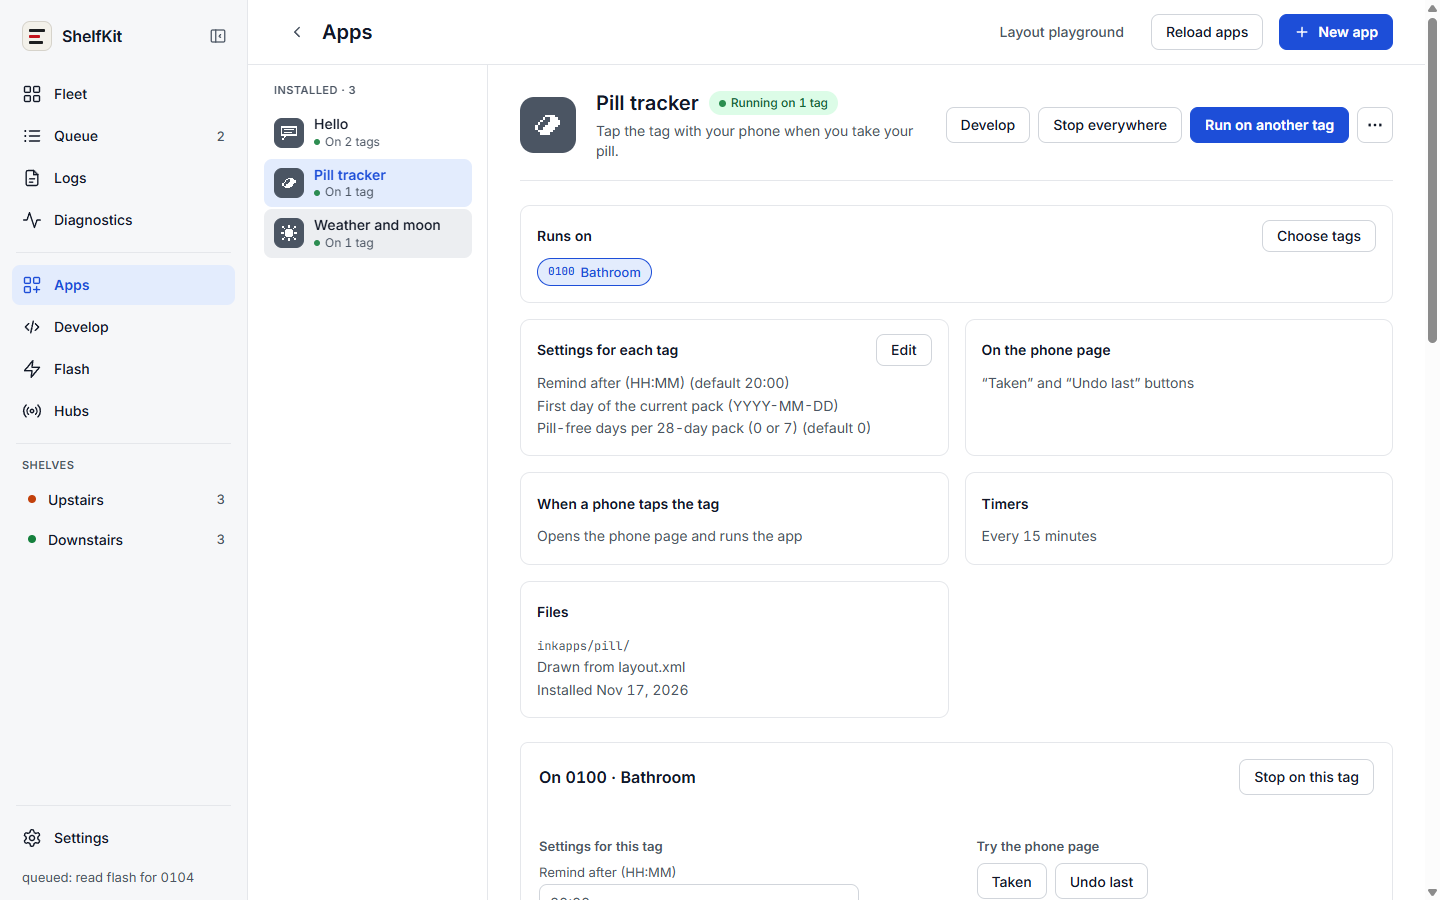 ShelfKit
Fleet
Queue 2
Logs
Diagnostics
Apps
Develop
Flash
Hubs
SHELVES
Upstairs 3
Downstairs 3
Settings
queued: read flash for 0104
Apps
Layout playground
Reload apps
New app
INSTALLED · 3
Hello
On 2 tags
Pill tracker
On 1 tag
Weather and moon
On 1 tag
Pill tracker
Running on 1 tag
Tap the tag with your phone when you take your
pill.
Develop
Stop everywhere
Run on another tag
Runs on
Choose tags
0100 Bathroom
Settings for each tag
Edit
Remind after (HH:MM) (default 20:00)
First day of the current pack (YYYY-MM-DD)
Pill-free days per 28-day pack (0 or 7) (default 0)
On the phone page
“Taken” and “Undo last” buttons
When a phone taps the tag
Opens the phone page and runs the app
Timers
Every 15 minutes
Files
inkapps/pill/
Drawn from layout.xml
Installed Nov 17, 2026
On 0100 · Bathroom
Stop on this tag
Settings for this tag
Remind after (HH:MM)
Try the phone page
Taken
Undo last